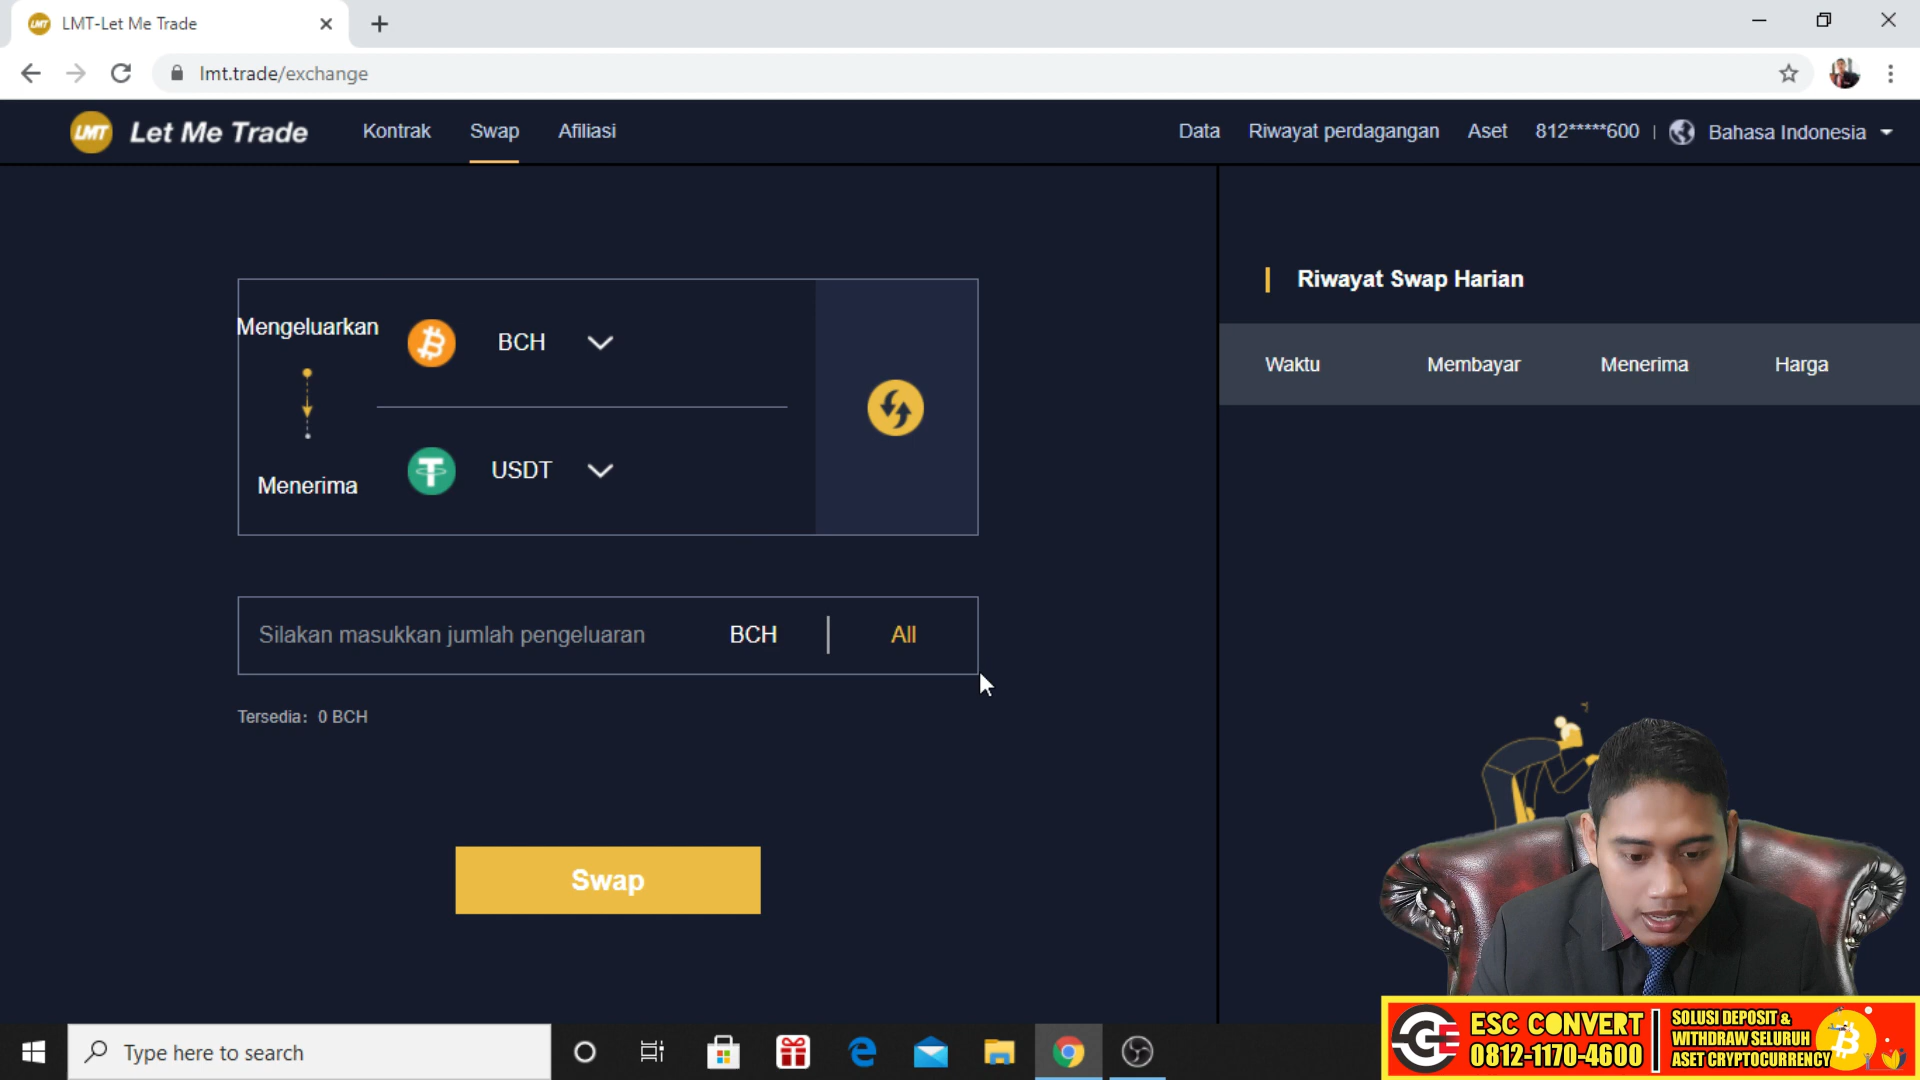 LMT-Let Me Trade
lmt.trade/exchange
LMT Let Me Trade
Kontrak
Swap
Afiliasi
Data
Riwayat perdagangan
Aset
812*****600
Bahasa Indonesia
Mengeluarkan
BCH
Menerima
USDT
Silakan masukkan jumlah pengeluaran
BCH
All
Tersedia: 0 BCH
Swap
Riwayat Swap Harian
Waktu
Membayar
Menerima
Harga
Type here to search
ESC CONVERT
0812-1170-4600
SOLUSI DEPOSIT &
WITHDRAW SELURUH
ASET CRYPTOCURRENCY